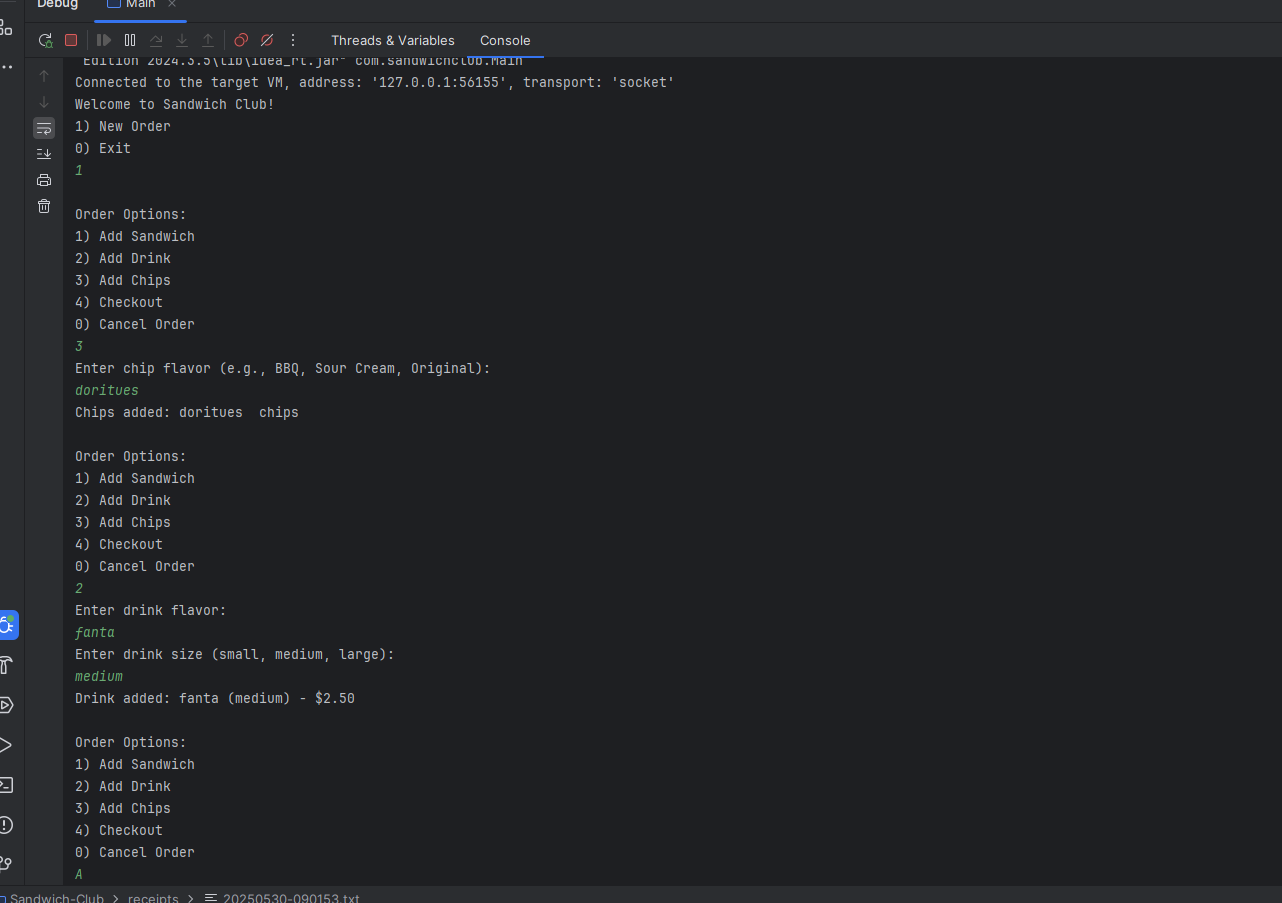 Debug Main
Threads & Variables Console
Edition 2024.3.5\lib\idea_rt.jar" com.sandwichclub.Main
Connected to the target VM, address: '127.0.0.1:56155', transport: 'socket'
Welcome to Sandwich Club!
1) New Order
0) Exit
1
Order Options:
1) Add Sandwich
2) Add Drink
3) Add Chips
4) Checkout
0) Cancel Order
3
Enter chip flavor (e.g., BBQ, Sour Cream, Original):
doritues
Chips added: doritues  chips
Order Options:
1) Add Sandwich
2) Add Drink
3) Add Chips
4) Checkout
0) Cancel Order
2
Enter drink flavor:
fanta
Enter drink size (small, medium, large):
medium
Drink added: fanta (medium) - $2.50
Order Options:
1) Add Sandwich
2) Add Drink
3) Add Chips
4) Checkout
0) Cancel Order
A
Sandwich-Club > receipts > 20250530-090153.txt